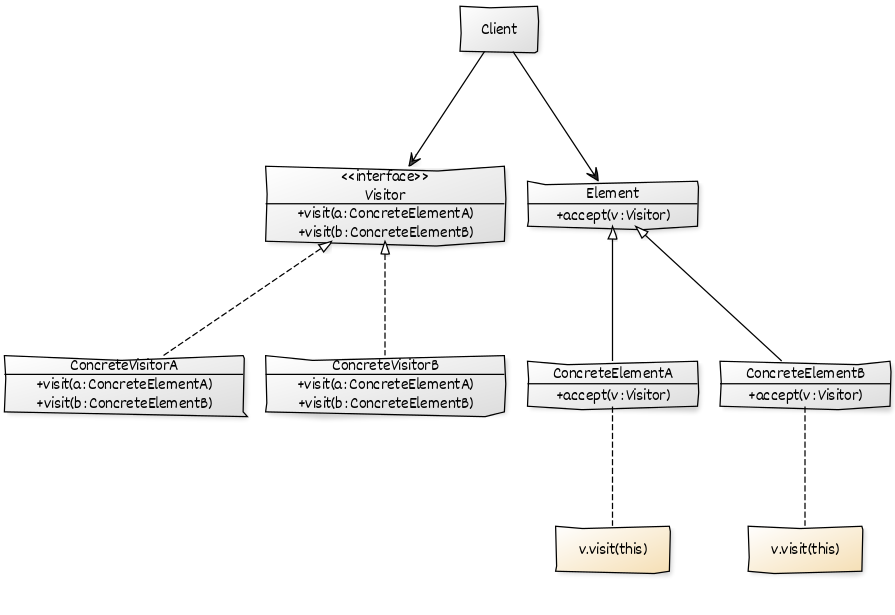 Client
<<interface>>
Visitor
+visit(a : ConcreteElementA)
+visit(b : ConcreteElementB)
Element
+accept(v : Visitor)
ConcreteVisitorA
+visit(a : ConcreteElementA)
+visit(b : ConcreteElementB)
ConcreteVisitorB
+visit(a : ConcreteElementA)
+visit(b : ConcreteElementB)
ConcreteElementA
+accept(v : Visitor)
ConcreteElementB
+accept(v : Visitor)
v.visit(this)
v.visit(this)